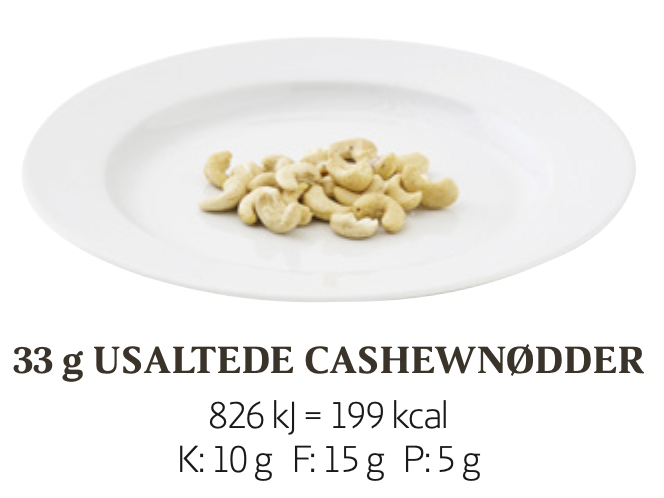 33 g USALTEDE CASHEWNØDDER
826 kJ = 199 kcal
K: 10 g F: 15 g P: 5 g